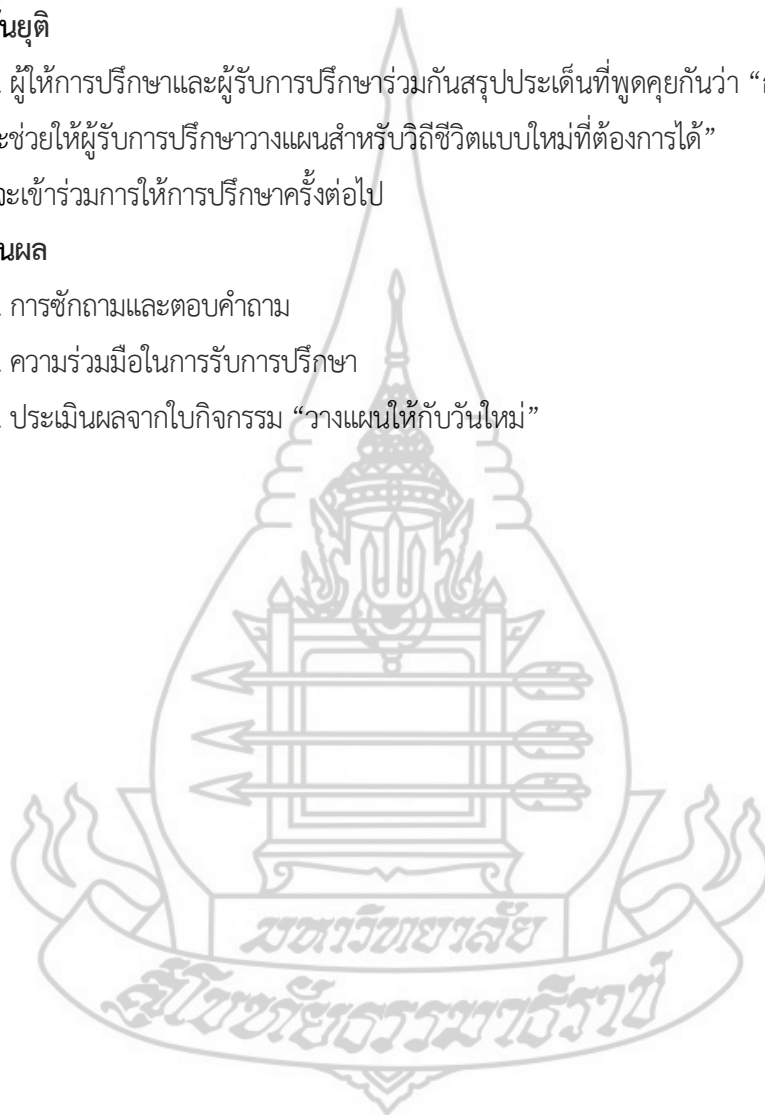 นยุติ
. ผู้ให้การปรึกษาและผู้รับการปรึกษาร่วมกันสรุปประเด็นที่พูดคุยกันว่า “
ะช่วยให้ผู้รับการปรึกษาวางแผนสำหรับวิถีชีวิตแบบใหม่ที่ต้องการได้”
จะเข้าร่วมการให้การปรึกษาครั้งต่อไป
นผล
. การซักถามและตอบคำถาม
. ความร่วมมือในการรับการปรึกษา
. ประเมินผลจากใบกิจกรรม “วางแผนให้กับวันใหม่”
มหาวิทยาลัย
สุโขทัยธรรมาธิราช